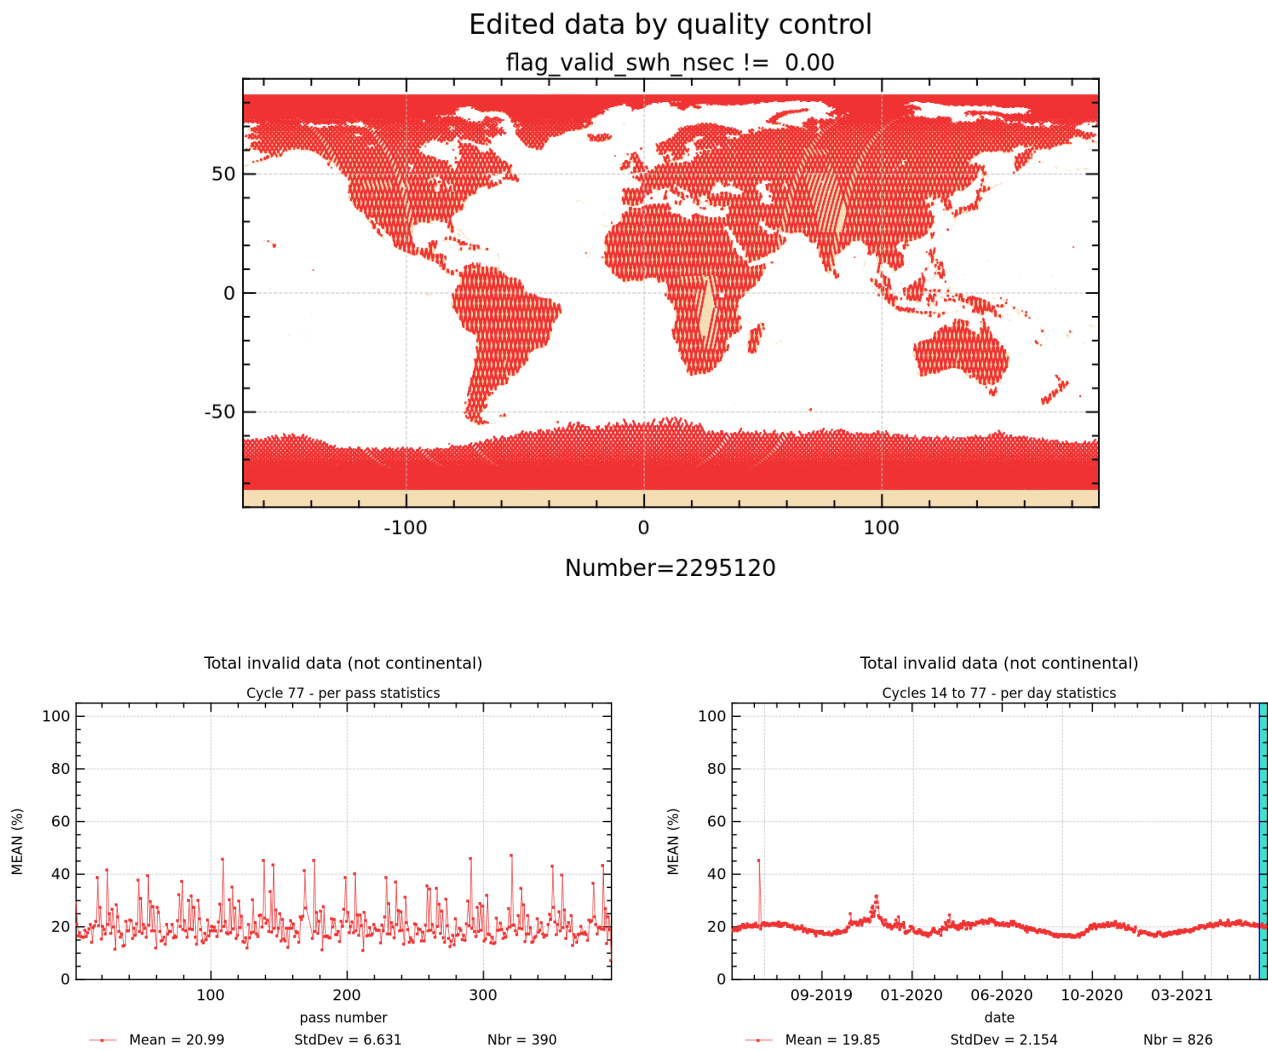 Edited data by quality control
flag_valid_swh_nsec !=  0.00
50
0
-50
-100 0 100
Number=2295120
Total invalid data (not continental)
Cycle 77 - per pass statistics
MEAN (%)
100
80
60
40
20
0
100 200 300
pass number
Mean = 20.99 StdDev = 6.631 Nbr = 390
Total invalid data (not continental)
Cycles 14 to 77 - per day statistics
MEAN (%)
100
80
60
40
20
0
09-2019 01-2020 06-2020 10-2020 03-2021
date
Mean = 19.85 StdDev = 2.154 Nbr = 826